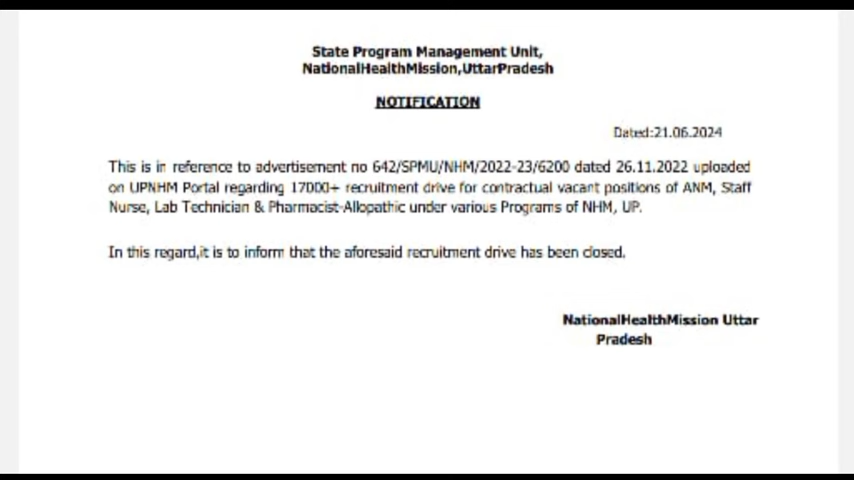 State Program Management Unit,
NationalHealthMission,UttarPradesh
NOTIFICATION
Dated:21.06.2024
This is in reference to advertisement no 642/SPMU/NHM/2022-23/6200 dated 26.11.2022 uploaded
on UPNHM Portal regarding 17000+ recruitment drive for contractual vacant positions of ANM, Staff
Nurse, Lab Technician & Pharmacist-Allopathic under various Programs of NHM, UP.
In this regard,it is to inform that the aforesaid recruitment drive has been closed.
NationalHealthMission Uttar
Pradesh